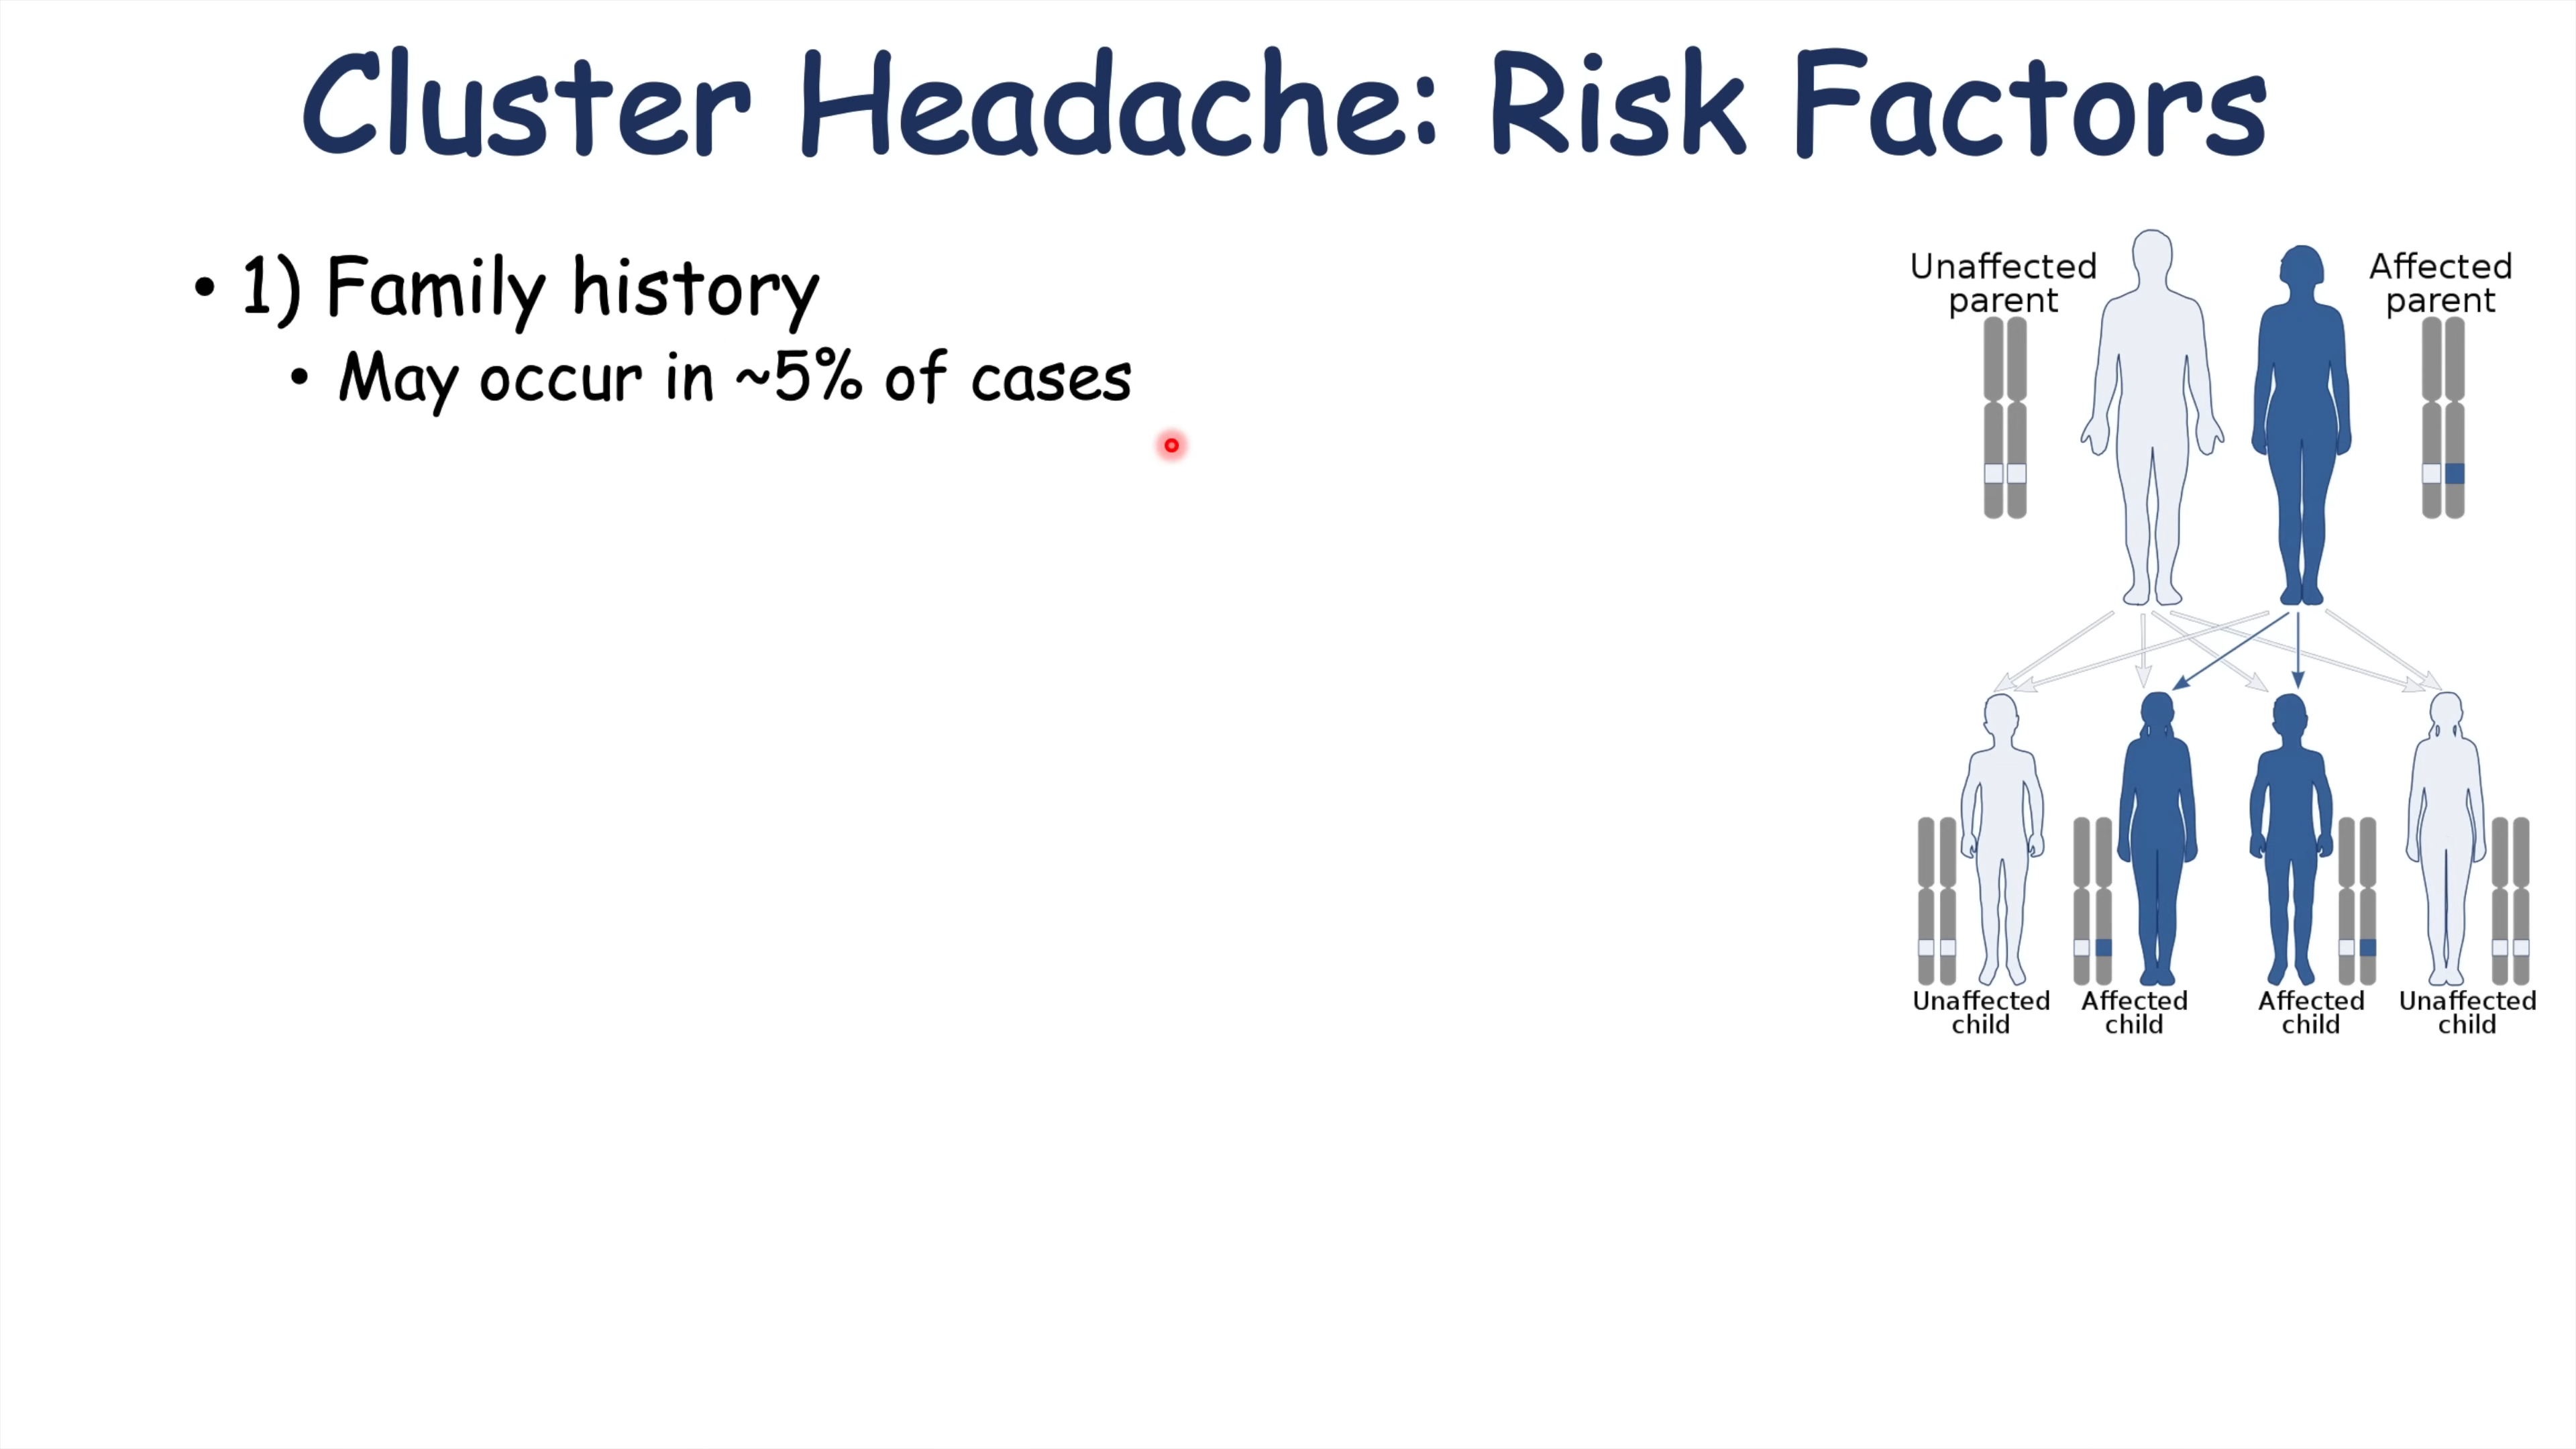 Cluster Headache: Risk Factors
• 1) Family history
• May occur in ~5% of cases
Unaffected
parent
Affected
parent
Unaffected
child
Affected
child
Affected
child
Unaffected
child